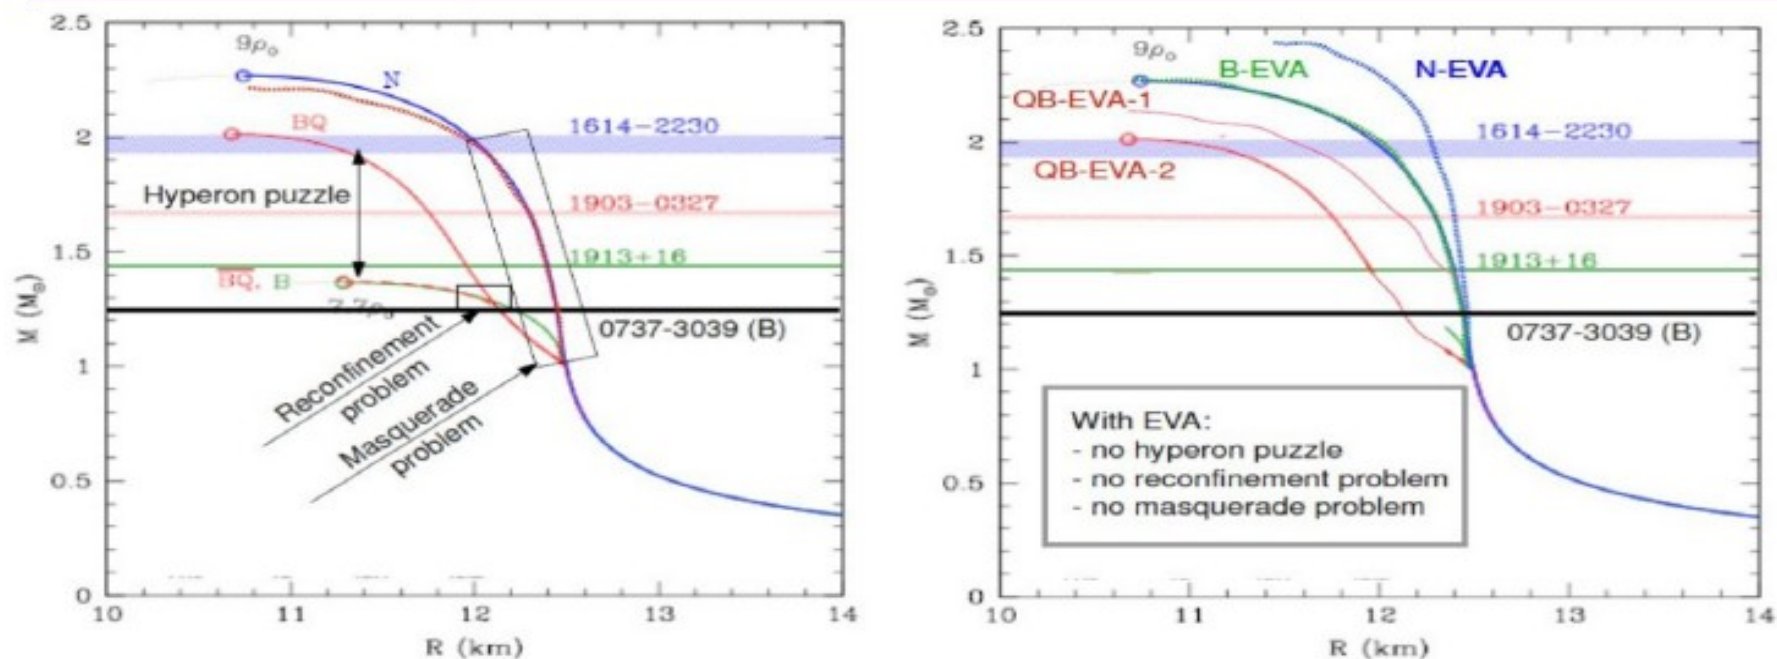 2.5
2
1.5
1
0.5
0
M (M⊙)
10
11
12
13
14
R (km)
9ρ₀
N
BQ
1614−2230
Hyperon puzzle
1903−0327
1913+16
BQ, B
0737-3039 (B)
Reconfinement
problem
Masquerade
problem
2.5
2
1.5
1
0.5
0
M (M⊙)
10
11
12
13
14
R (km)
9ρ₀
B-EVA
N-EVA
QB-EVA-1
1614−2230
QB-EVA-2
1903−0327
1913+16
0737-3039 (B)
With EVA:
- no hyperon puzzle
- no reconfinement problem
- no masquerade problem